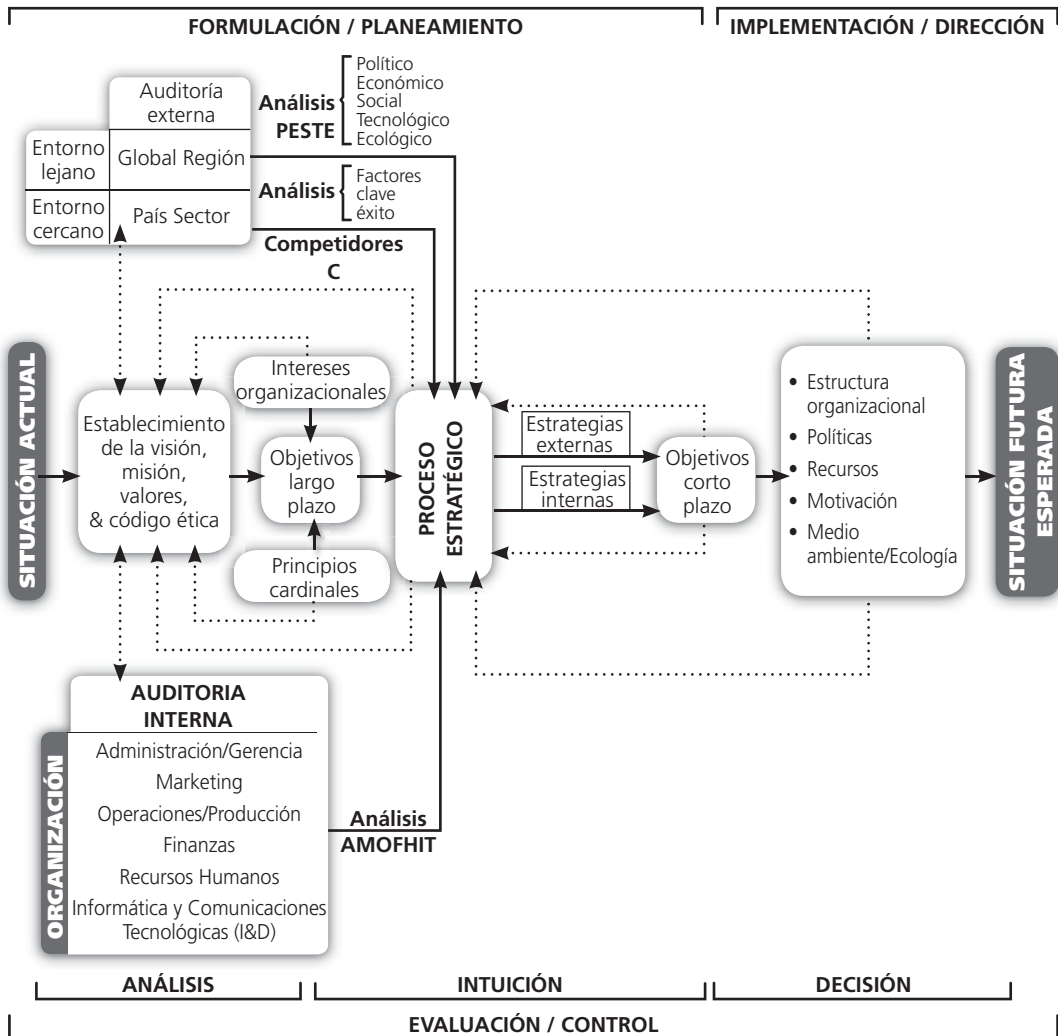 FORMULACIÓN / PLANEAMIENTO
IMPLEMENTACIÓN / DIRECCIÓN
Auditoría
externa
Entorno
lejano
Global Región
Entorno
cercano
País Sector
Análisis
PESTE
Político
Económico
Social
Tecnológico
Ecológico
Análisis
Factores
clave
éxito
Competidores
C
SITUACIÓN ACTUAL
Establecimiento
de la visión,
misión,
valores,
& código ética
Intereses
organizacionales
Objetivos
largo
plazo
Principios
cardinales
PROCESO
ESTRATÉGICO
Estrategias
externas
Estrategias
internas
Objetivos
corto
plazo
• Estructura
organizacional
• Políticas
• Recursos
• Motivación
• Medio
ambiente/Ecología
SITUACIÓN FUTURA
ESPERADA
AUDITORIA
INTERNA
ORGANIZACIÓN
Administración/Gerencia
Marketing
Operaciones/Producción
Finanzas
Recursos Humanos
Informática y Comunicaciones
Tecnológicas (I&D)
Análisis
AMOFHIT
ANÁLISIS
INTUICIÓN
DECISIÓN
EVALUACIÓN / CONTROL